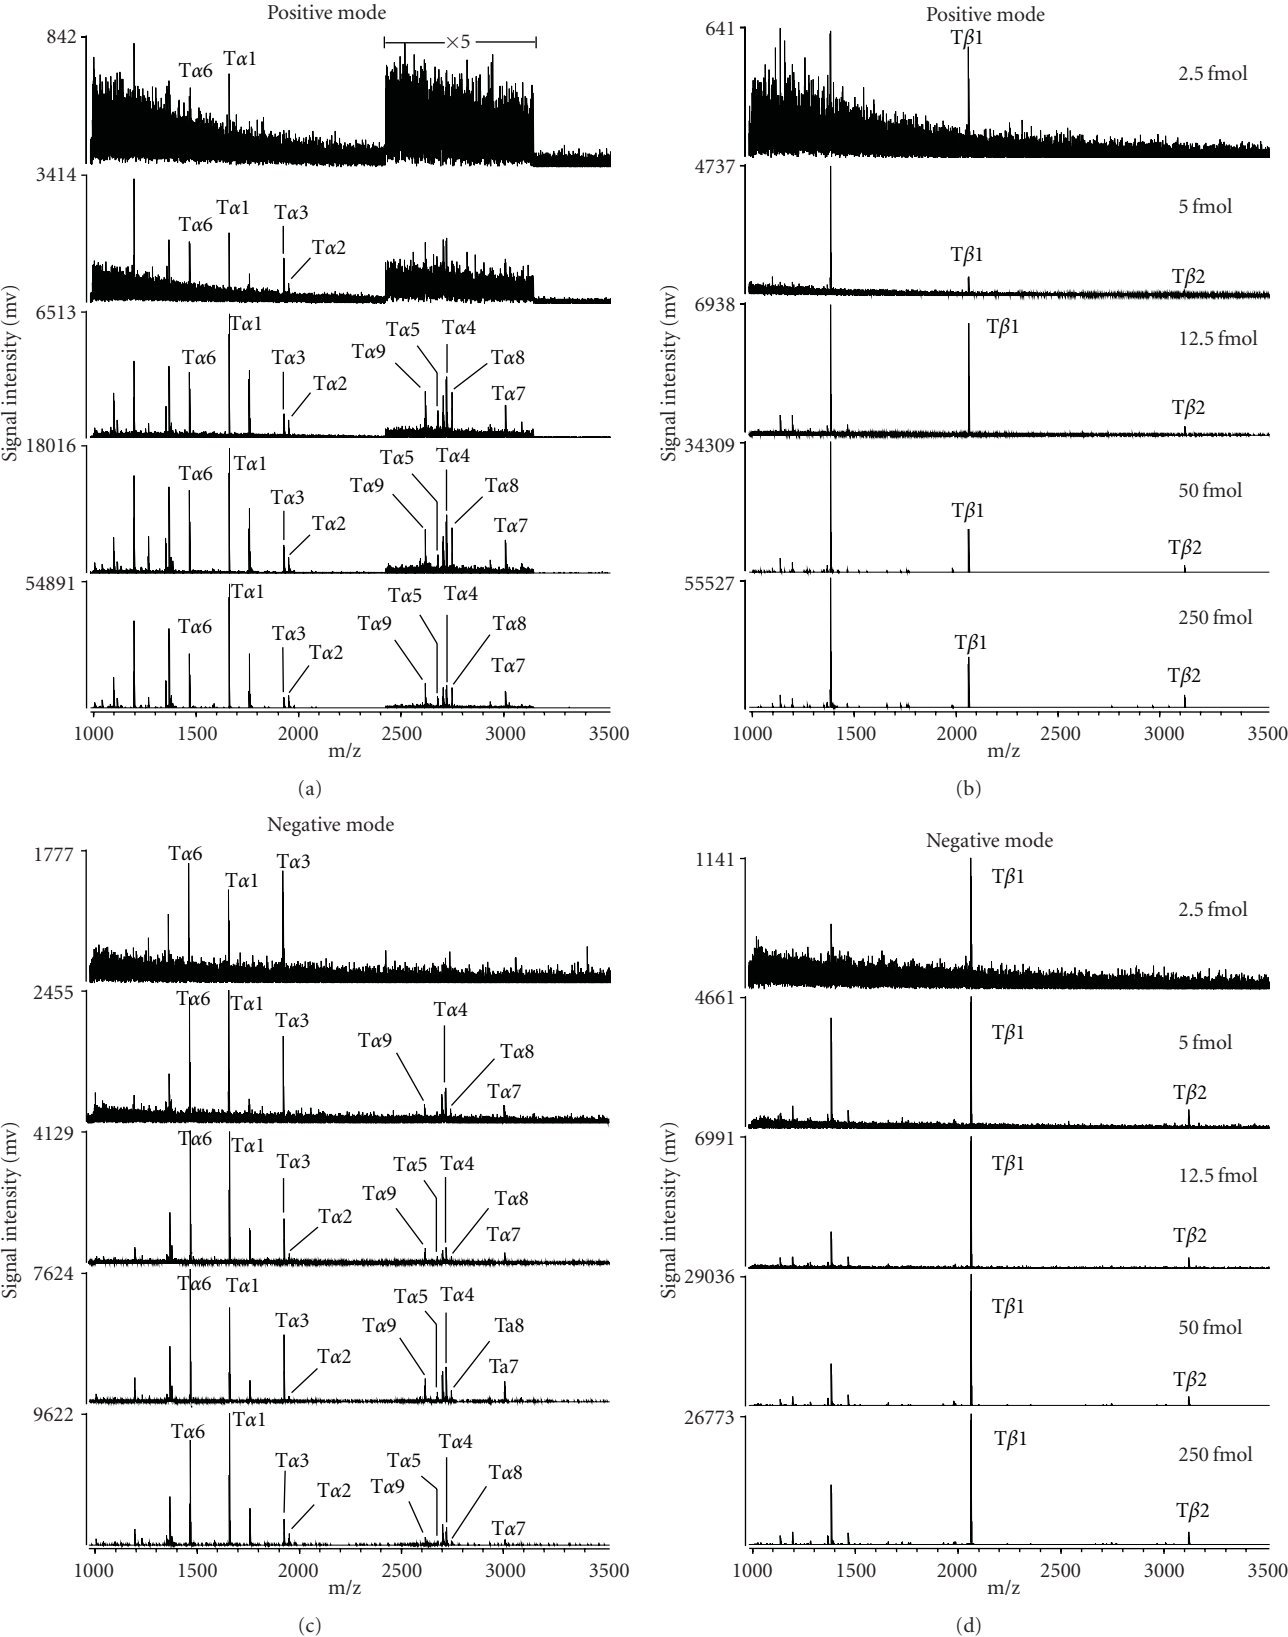 Positive mode
842
×5
Tα6
Tα1
3414
Tα6
Tα1
Tα3
Tα2
6513
Tα1
Tα6
Tα3
Tα2
Tα9
Tα5
Tα4
Tα8
Tα7
18016
Tα1
Tα6
Tα3
Tα2
Tα9
Tα5
Tα4
Tα8
Tα7
54891
Tα1
Tα6
Tα3
Tα2
Tα9
Tα5
Tα4
Tα8
Tα7
Signal intensity (mv)
1000 1500 2000 2500 3000 3500
m/z
(a)
Positive mode
641
Tβ1
2.5 fmol
4737
5 fmol
Tβ1
Tβ2
6938
Tβ1
12.5 fmol
Tβ2
34309
50 fmol
Tβ1
Tβ2
55527
250 fmol
Tβ1
Tβ2
Signal intensity (mv)
1000 1500 2000 2500 3000 3500
m/z
(b)
Negative mode
1777
Tα6
Tα1
Tα3
2455
Tα6
Tα1
Tα3
Tα9
Tα4
Tα8
Tα7
4129
Tα6
Tα1
Tα3
Tα2
Tα9
Tα5
Tα4
Tα8
Tα7
7624
Tα6
Tα1
Tα3
Tα2
Tα9
Tα5
Tα4
Ta8
Ta7
9622
Tα6
Tα1
Tα3
Tα2
Tα9
Tα5
Tα4
Tα8
Tα7
Signal intensity (mv)
1000 1500 2000 2500 3000 3500
m/z
(c)
Negative mode
1141
Tβ1
2.5 fmol
4661
Tβ1
5 fmol
Tβ2
6991
Tβ1
12.5 fmol
Tβ2
29036
Tβ1
50 fmol
Tβ2
26773
Tβ1
250 fmol
Tβ2
Signal intensity (mv)
1000 1500 2000 2500 3000 3500
m/z
(d)